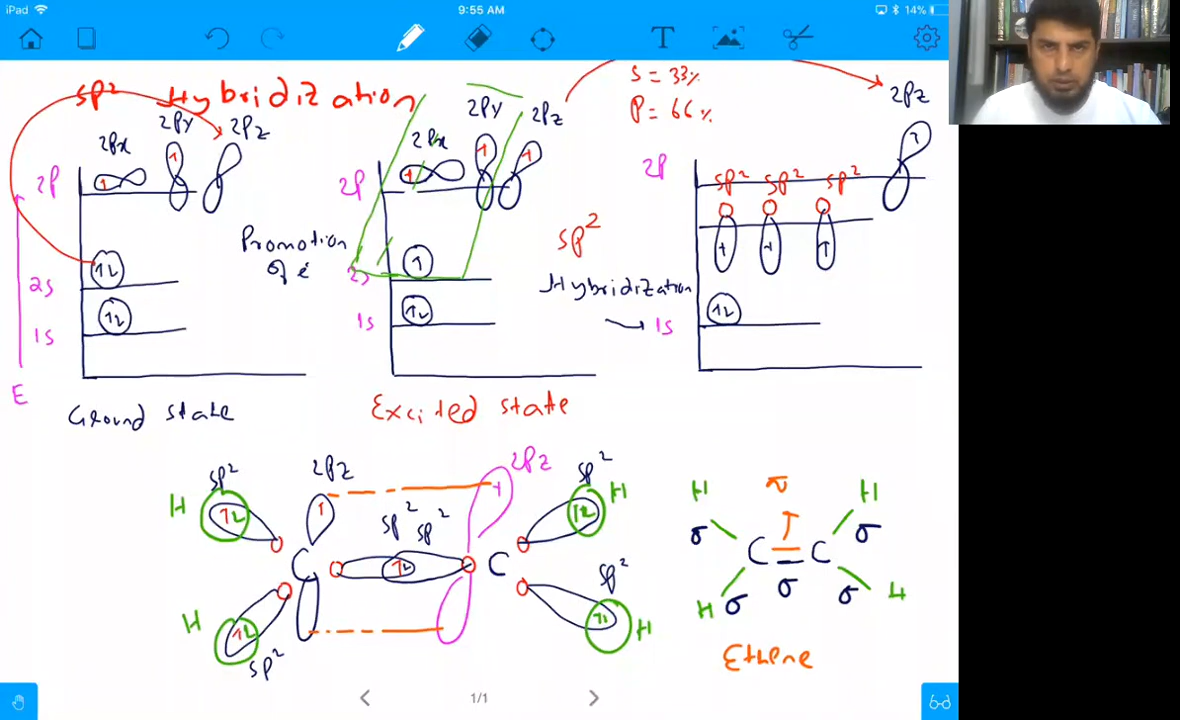 iPad
9:55 AM
14%
sp² Hybridization
S = 33%
P = 66%
2Px 2Py 2Pz
2P
2s
1s
E
Ground state
Promotion
of e
2Px 2Py 2Pz
2P
2s
1s
Excited state
sp²
Hybridization
2Pz
2P
sp² sp² sp²
1s
H sp² 2Pz
sp² sp²
2Pz
sp² H
H sp²
sp² H
H π H
σ C C σ
H σ σ σ H
Ethene
1/1